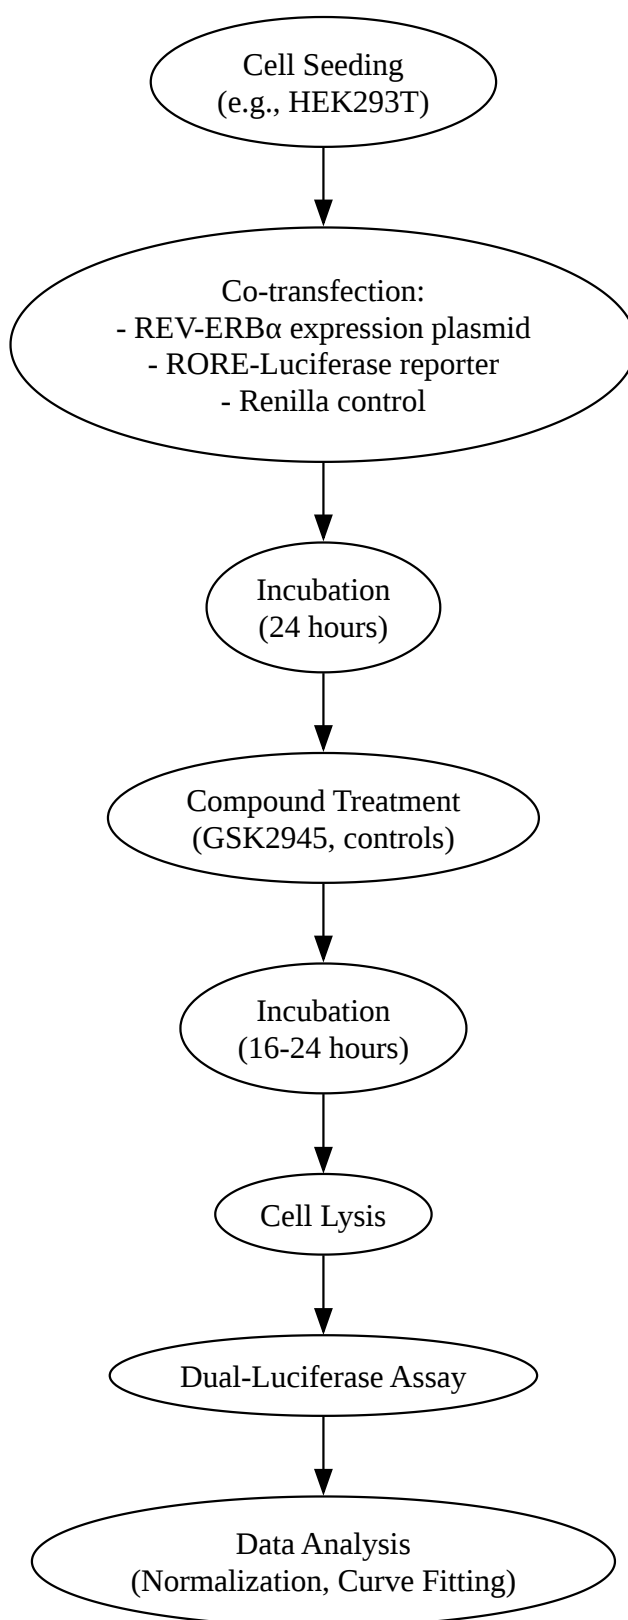 Cell Seeding
(e.g., HEK293T)
Co-transfection:
- REV-ERBα expression plasmid
- RORE-Luciferase reporter
- Renilla control
Incubation
(24 hours)
Compound Treatment
(GSK2945, controls)
Incubation
(16-24 hours)
Cell Lysis
Dual-Luciferase Assay
Data Analysis
(Normalization, Curve Fitting)